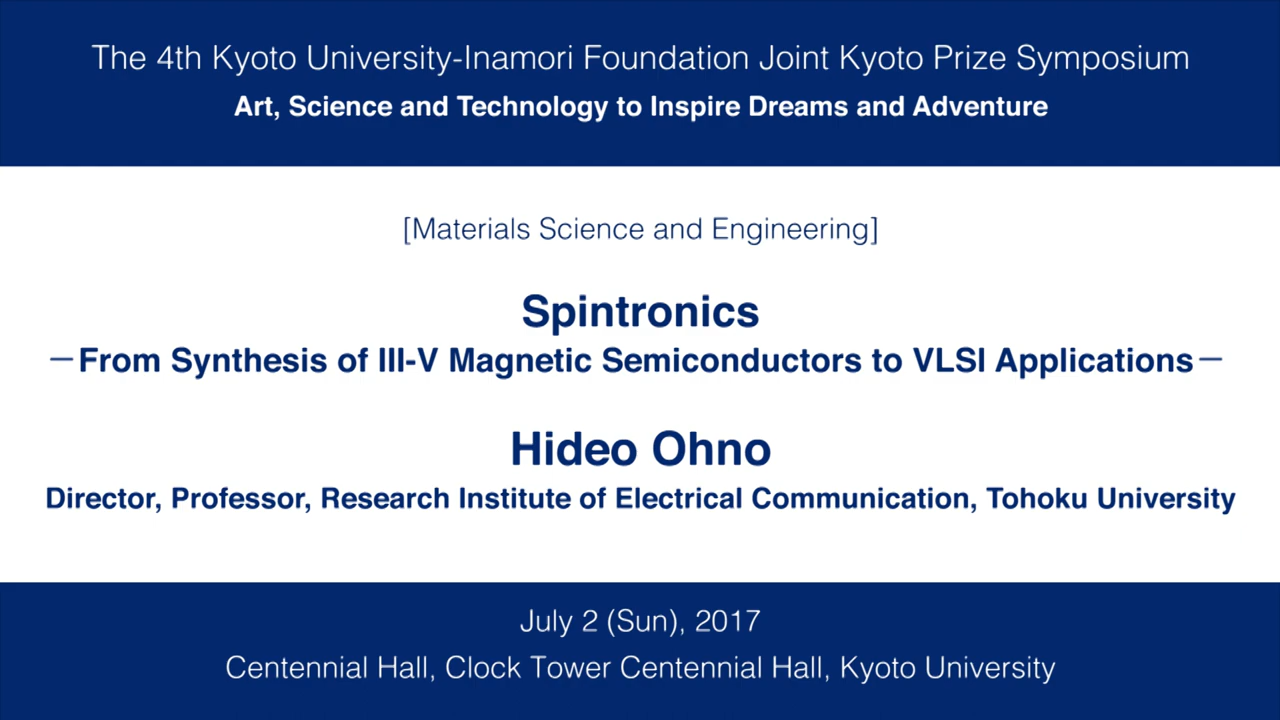 The 4th Kyoto University-Inamori Foundation Joint Kyoto Prize Symposium
Art, Science and Technology to Inspire Dreams and Adventure
[Materials Science and Engineering]
Spintronics
—From Synthesis of III-V Magnetic Semiconductors to VLSI Applications—
Hideo Ohno
Director, Professor, Research Institute of Electrical Communication, Tohoku University
July 2 (Sun), 2017
Centennial Hall, Clock Tower Centennial Hall, Kyoto University